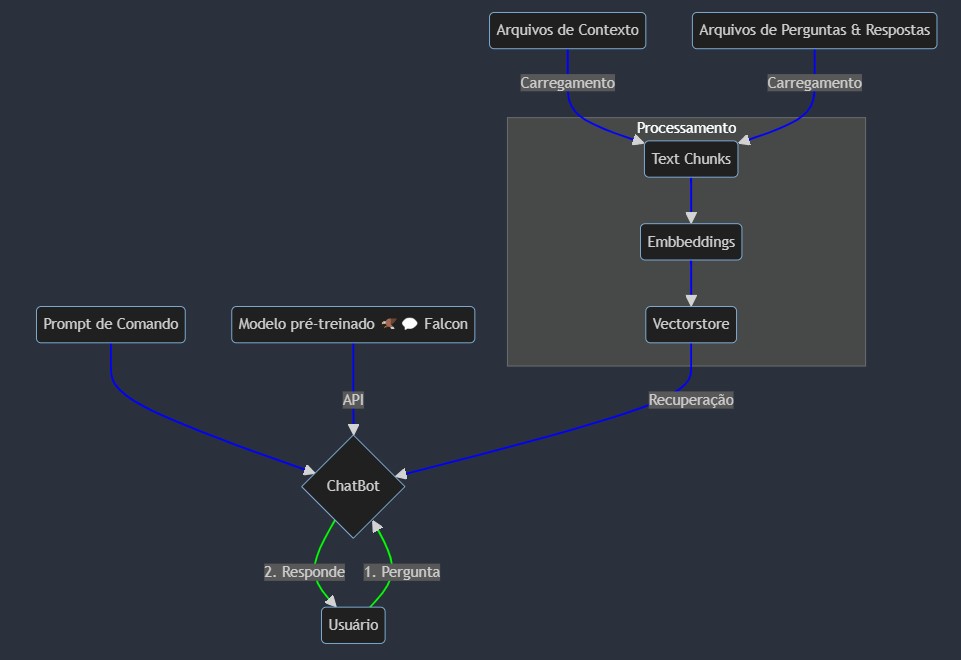 Arquivos de Contexto
Arquivos de Perguntas & Respostas
Carregamento
Carregamento
Processamento
Text Chunks
Embbeddings
Prompt de Comando
Modelo pré-treinado 🦅 💬 Falcon
Vectorstore
API
Recuperação
ChatBot
2. Responde
1. Pergunta
Usuário